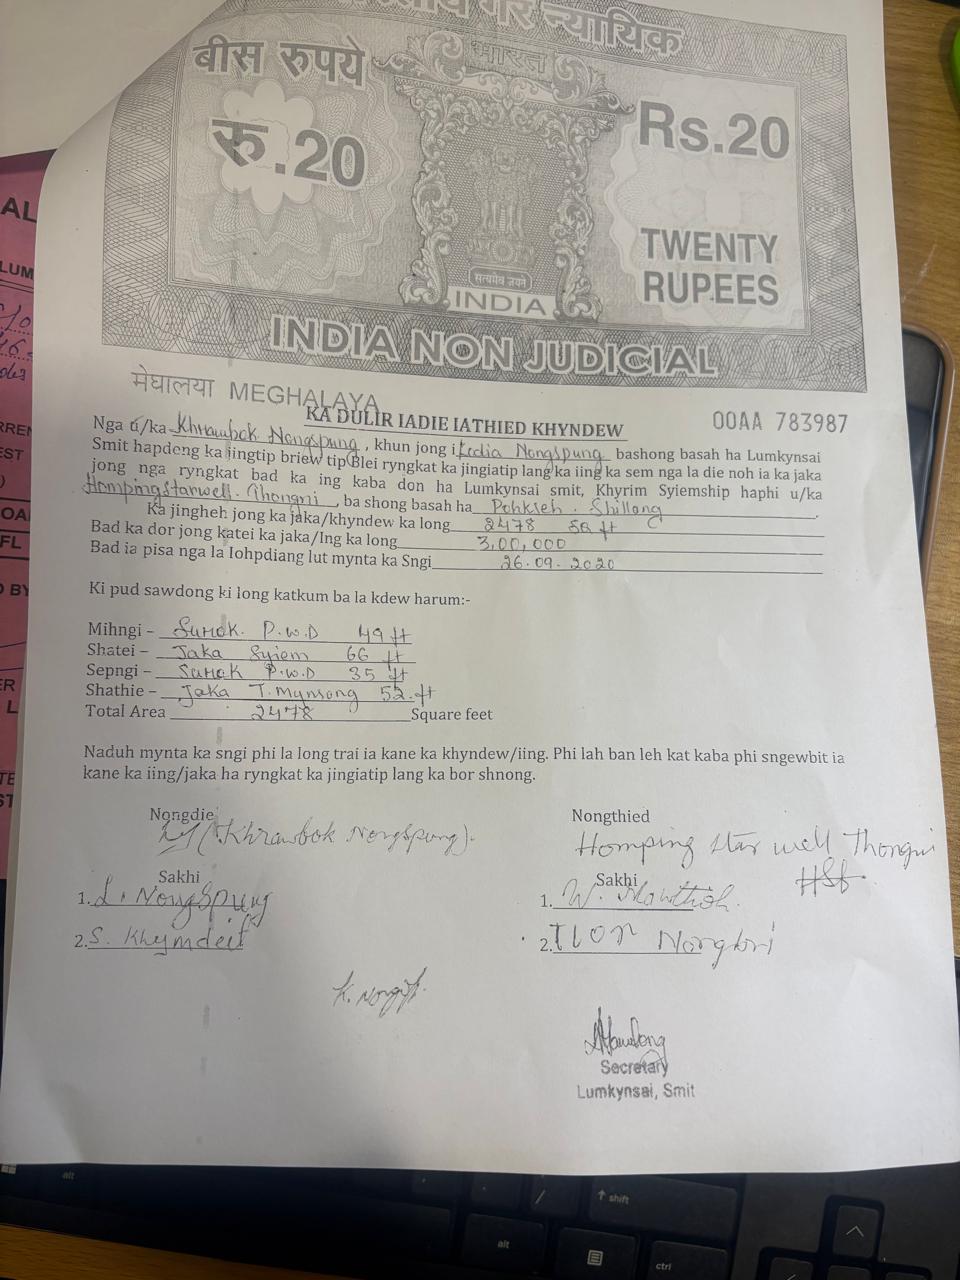 भारतीय गैर न्यायिक
भारत
बीस रुपये
रु.20
Rs.20
TWENTY
RUPEES
सत्यमेव जयते
INDIA
INDIA NON JUDICIAL
मेघालया MEGHALAYA
00AA 783987
KA DULIR IADIE IATHIED KHYNDEW
Nga u/ka Khrawbok Nongspung, khun jong i Kedia Nongspung bashong basah ha Lumkynsai
Smit hapdeng ka jingtip briew tip Blei ryngkat ka jingiatip lang ka iing ka sem nga la die noh ia ka jaka
jong nga ryngkat bad ka ing kaba don ha Lumkynsai smit, Khyrim Syiemship haphi u/ka
Hompingstarwell Thongni, ba shong basah ha Pohkseh. Shillong.
Ka jingheh jong ka jaka/khyndew ka long 2478 sq ft
Bad ka dor jong katei ka jaka/Ing ka long 3,00,000
Bad ia pisa nga la Iohpdiang lut mynta ka Sngi 26.09.2020
Ki pud sawdong ki long katkum ba la kdew harum:-
Mihngi - Surok. P.W.D 49 ft
Shatei - Jaka Syiem 66 ft
Sepngi - Surok P.W.D 35 ft
Shathie - Jaka T. Mynsong 52.ft
Total Area 2478 Square feet
Naduh mynta ka sngi phi la long trai ia kane ka khyndew/iing. Phi lah ban leh kat kaba phi sngewbit ia
kane ka iing/jaka ha ryngkat ka jingiatip lang ka bor shnong.
Nongdie
(Khrawbok Nongspung).
Nongthied
Homping star well Thongni
Sakhi
1. L. Nongspung
2. S. Khymdeit
Sakhi
1. W. Mawthoh.
2. Tlon Nongkri
Secretary
Lumkynsai, Smit